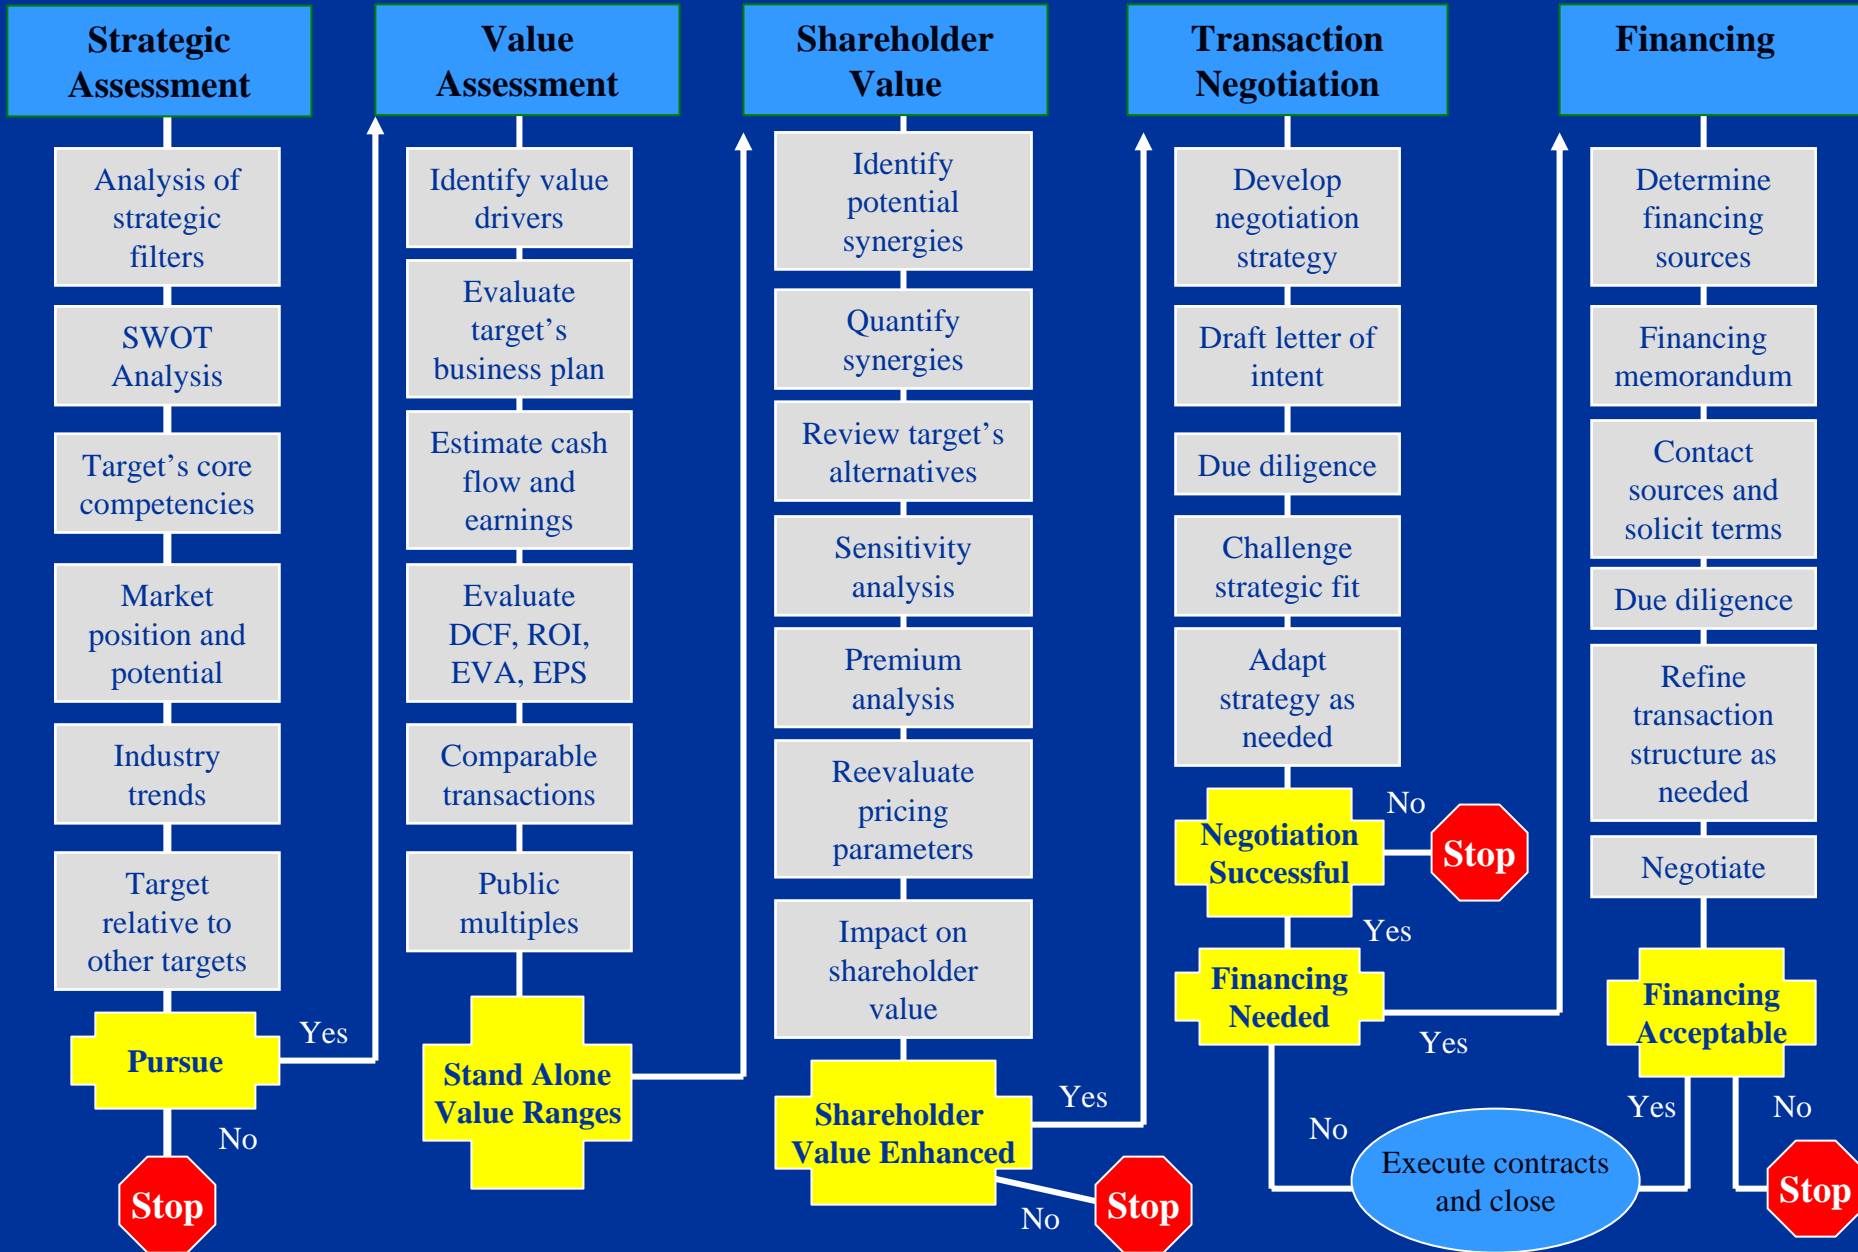 Strategic
Assessment
Analysis of
strategic
filters
SWOT
Analysis
Target’s core
competencies
Market
position and
potential
Industry
trends
Target
relative to
other targets
Pursue
Yes
No
Stop
Value
Assessment
Identify value
drivers
Evaluate
target’s
business plan
Estimate cash
flow and
earnings
Evaluate
DCF, ROI,
EVA, EPS
Comparable
transactions
Public
multiples
Stand Alone
Value Ranges
Shareholder
Value
Identify
potential
synergies
Quantify
synergies
Review target’s
alternatives
Sensitivity
analysis
Premium
analysis
Reevaluate
pricing
parameters
Impact on
shareholder
value
Shareholder
Value Enhanced
Yes
No
Stop
Transaction
Negotiation
Develop
negotiation
strategy
Draft letter of
intent
Due diligence
Challenge
strategic fit
Adapt
strategy as
needed
Negotiation
Successful
No
Stop
Yes
Financing
Needed
Yes
No
Execute contracts
and close
Financing
Determine
financing
sources
Financing
memorandum
Contact
sources and
solicit terms
Due diligence
Refine
transaction
structure as
needed
Negotiate
Financing
Acceptable
Yes
No
Stop